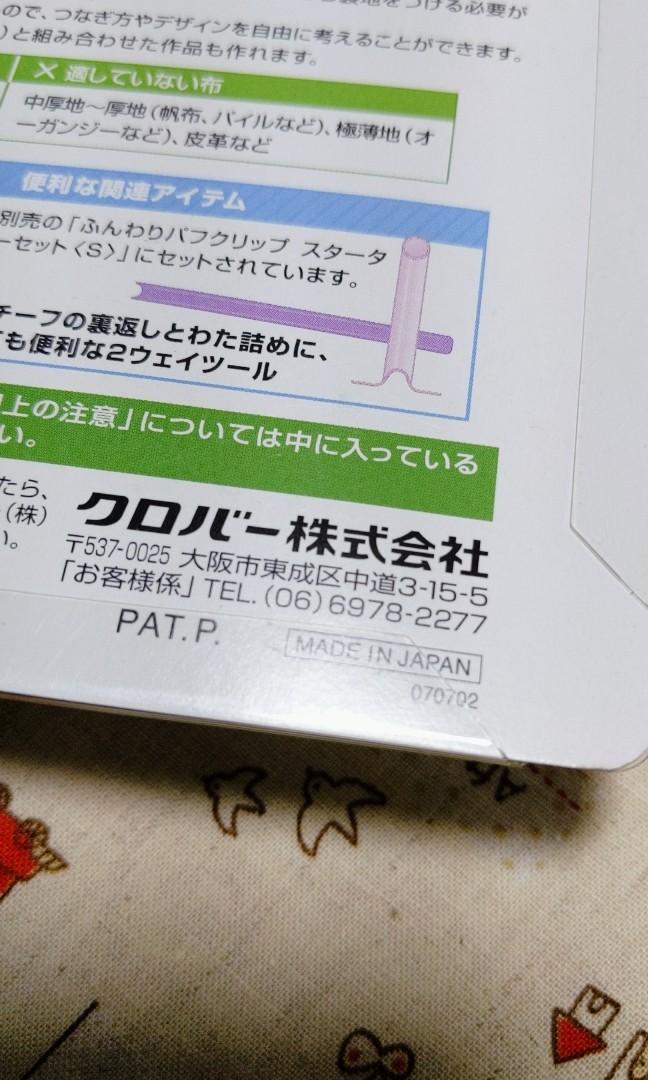 ので、つなぎ方やデザインを自由に考えることができます。
)と組み合わせた作品も作れます。
× 適していない布
中厚地〜厚地(帆布、パイルなど)、極薄地(オ
ーガンジーなど)、皮革など
便利な関連アイテム
別売の「ふんわりパフクリップ スタータ
ーセット〈S〉」にセットされています。
チーフの裏返しとわた詰めに、
も便利な2ウェイツール
上の注意」については中に入っている
い。
たら、
(株)
い。
クロバー株式会社
〒537-0025 大阪市東成区中道3-15-5
「お客様係」 TEL. (06) 6978-2277
PAT. P.
MADE IN JAPAN
070702